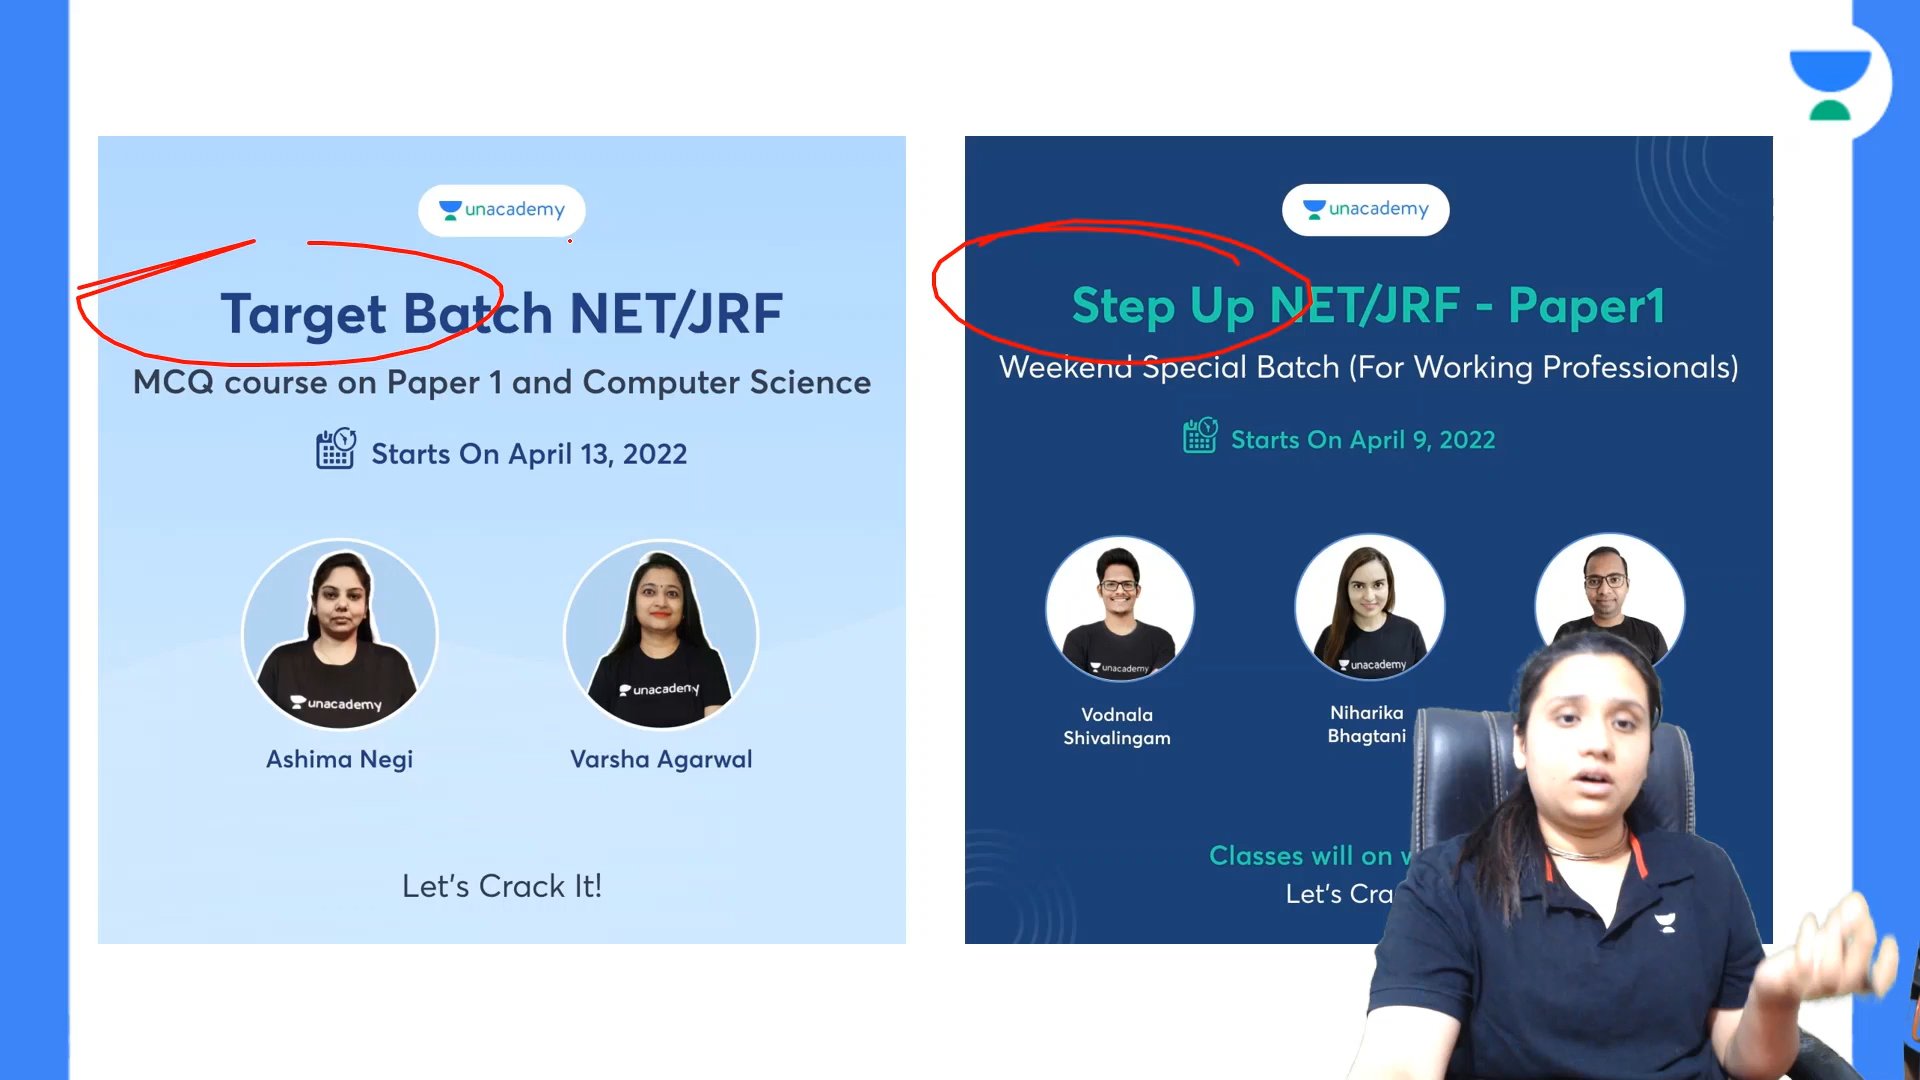 unacademy
Target Batch NET/JRF
MCQ course on Paper 1 and Computer Science
Starts On April 13, 2022
unacademy
unacademy
Ashima Negi
Varsha Agarwal
Let's Crack It!
unacademy
Step Up NET/JRF - Paper1
Weekend Special Batch (For Working Professionals)
Starts On April 9, 2022
unacademy
unacademy
Vodnala
Shivalingam
Niharika
Bhagtani
Classes will on
Let's